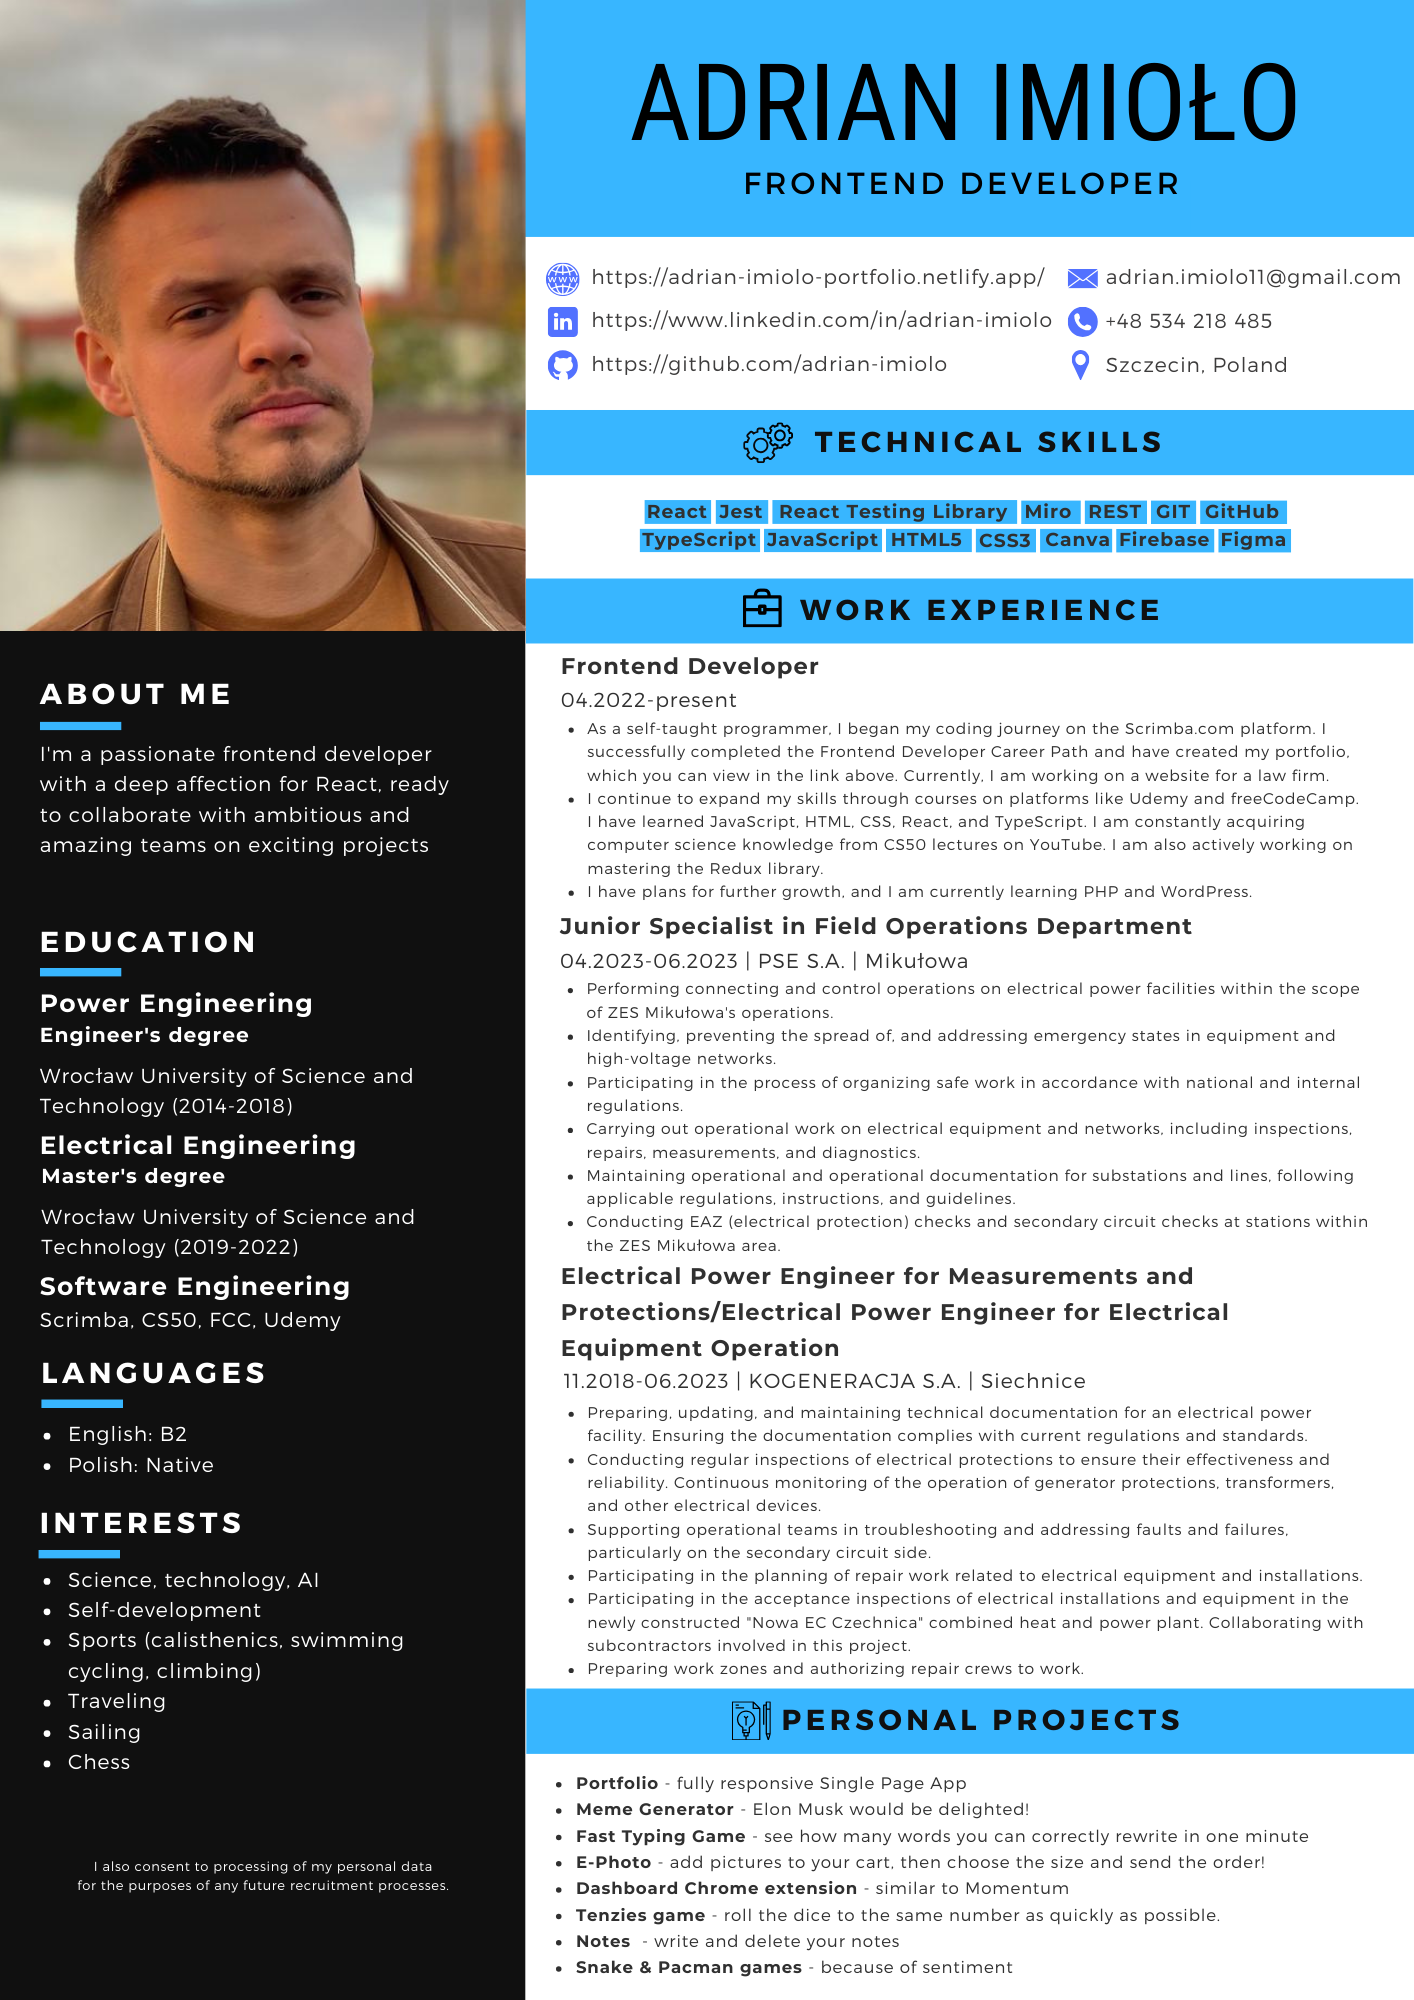 ADRIAN IMIOŁO
FRONTEND DEVELOPER
https://adrian-imiolo-portfolio.netlify.app/
adrian.imiolo11@gmail.com
https://www.linkedin.com/in/adrian-imiolo
+48 534 218 485
https://github.com/adrian-imiolo
Szczecin, Poland
TECHNICAL SKILLS
React Jest React Testing Library Miro REST GIT GitHub
TypeScript JavaScript HTML5 CSS3 Canva Firebase Figma
WORK EXPERIENCE
Frontend Developer
04.2022-present
• As a self-taught programmer, I began my coding journey on the Scrimba.com platform. I
successfully completed the Frontend Developer Career Path and have created my portfolio,
which you can view in the link above. Currently, I am working on a website for a law firm.
• I continue to expand my skills through courses on platforms like Udemy and freeCodeCamp.
I have learned JavaScript, HTML, CSS, React, and TypeScript. I am constantly acquiring
computer science knowledge from CS50 lectures on YouTube. I am also actively working on
mastering the Redux library.
• I have plans for further growth, and I am currently learning PHP and WordPress.
Junior Specialist in Field Operations Department
04.2023-06.2023 | PSE S.A. | Mikułowa
• Performing connecting and control operations on electrical power facilities within the scope
of ZES Mikułowa's operations.
• Identifying, preventing the spread of, and addressing emergency states in equipment and
high-voltage networks.
• Participating in the process of organizing safe work in accordance with national and internal
regulations.
• Carrying out operational work on electrical equipment and networks, including inspections,
repairs, measurements, and diagnostics.
• Maintaining operational and operational documentation for substations and lines, following
applicable regulations, instructions, and guidelines.
• Conducting EAZ (electrical protection) checks and secondary circuit checks at stations within
the ZES Mikułowa area.
Electrical Power Engineer for Measurements and
Protections/Electrical Power Engineer for Electrical
Equipment Operation
11.2018-06.2023 | KOGENERACJA S.A. | Siechnice
• Preparing, updating, and maintaining technical documentation for an electrical power
facility. Ensuring the documentation complies with current regulations and standards.
• Conducting regular inspections of electrical protections to ensure their effectiveness and
reliability. Continuous monitoring of the operation of generator protections, transformers,
and other electrical devices.
• Supporting operational teams in troubleshooting and addressing faults and failures,
particularly on the secondary circuit side.
• Participating in the planning of repair work related to electrical equipment and installations.
• Participating in the acceptance inspections of electrical installations and equipment in the
newly constructed "Nowa EC Czechnica" combined heat and power plant. Collaborating with
subcontractors involved in this project.
• Preparing work zones and authorizing repair crews to work.
PERSONAL PROJECTS
• Portfolio - fully responsive Single Page App
• Meme Generator - Elon Musk would be delighted!
• Fast Typing Game - see how many words you can correctly rewrite in one minute
• E-Photo - add pictures to your cart, then choose the size and send the order!
• Dashboard Chrome extension - similar to Momentum
• Tenzies game - roll the dice to the same number as quickly as possible.
• Notes - write and delete your notes
• Snake & Pacman games - because of sentiment
ABOUT ME
I'm a passionate frontend developer
with a deep affection for React, ready
to collaborate with ambitious and
amazing teams on exciting projects
EDUCATION
Power Engineering
Engineer's degree
Wrocław University of Science and
Technology (2014-2018)
Electrical Engineering
Master's degree
Wrocław University of Science and
Technology (2019-2022)
Software Engineering
Scrimba, CS50, FCC, Udemy
LANGUAGES
• English: B2
• Polish: Native
INTERESTS
• Science, technology, AI
• Self-development
• Sports (calisthenics, swimming
cycling, climbing)
• Traveling
• Sailing
• Chess
I also consent to processing of my personal data
for the purposes of any future recruitment processes.